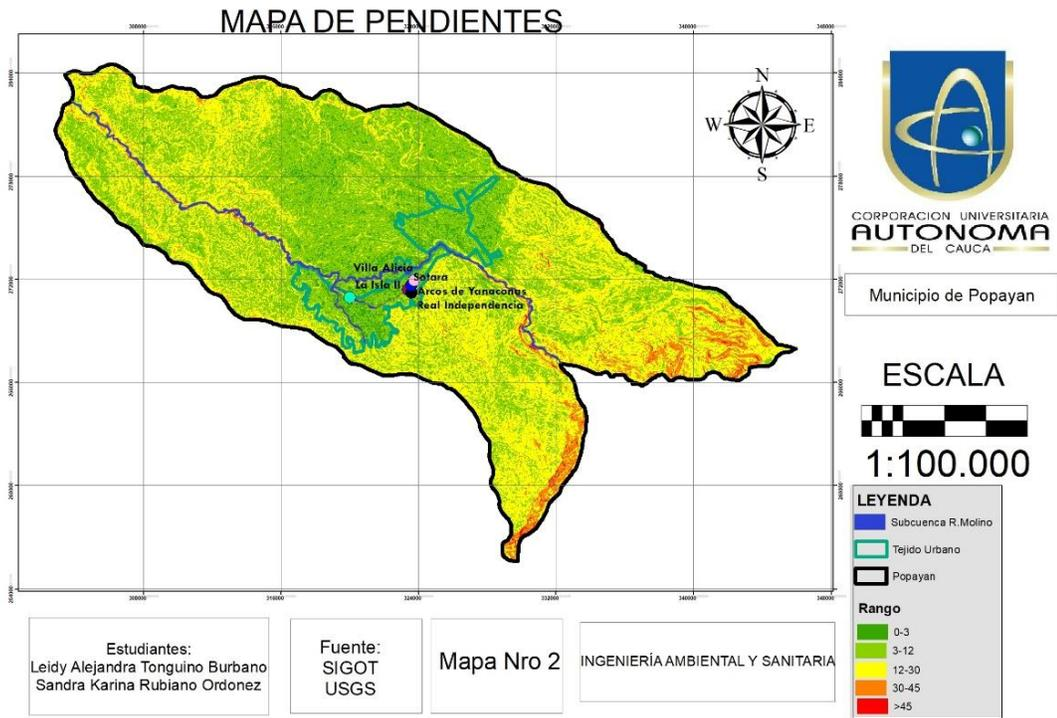 MAPA DE PENDIENTES
N
W
E
S
Villa Alicia
Sotara
La Isla II
Arcos de Yanaconas
Real Independencia
CORPORACION UNIVERSITARIA
AUTONOMA
DEL CAUCA
Municipio de Popayan
ESCALA
1:100.000
LEYENDA
Subcuenca R.Molino
Tejido Urbano
Popayan
Rango
0-3
3-12
12-30
30-45
>45
Estudiantes:
Leidy Alejandra Tonguino Burbano
Sandra Karina Rubiano Ordonez
Fuente:
SIGOT
USGS
Mapa Nro 2
INGENIERÍA AMBIENTAL Y SANITARIA